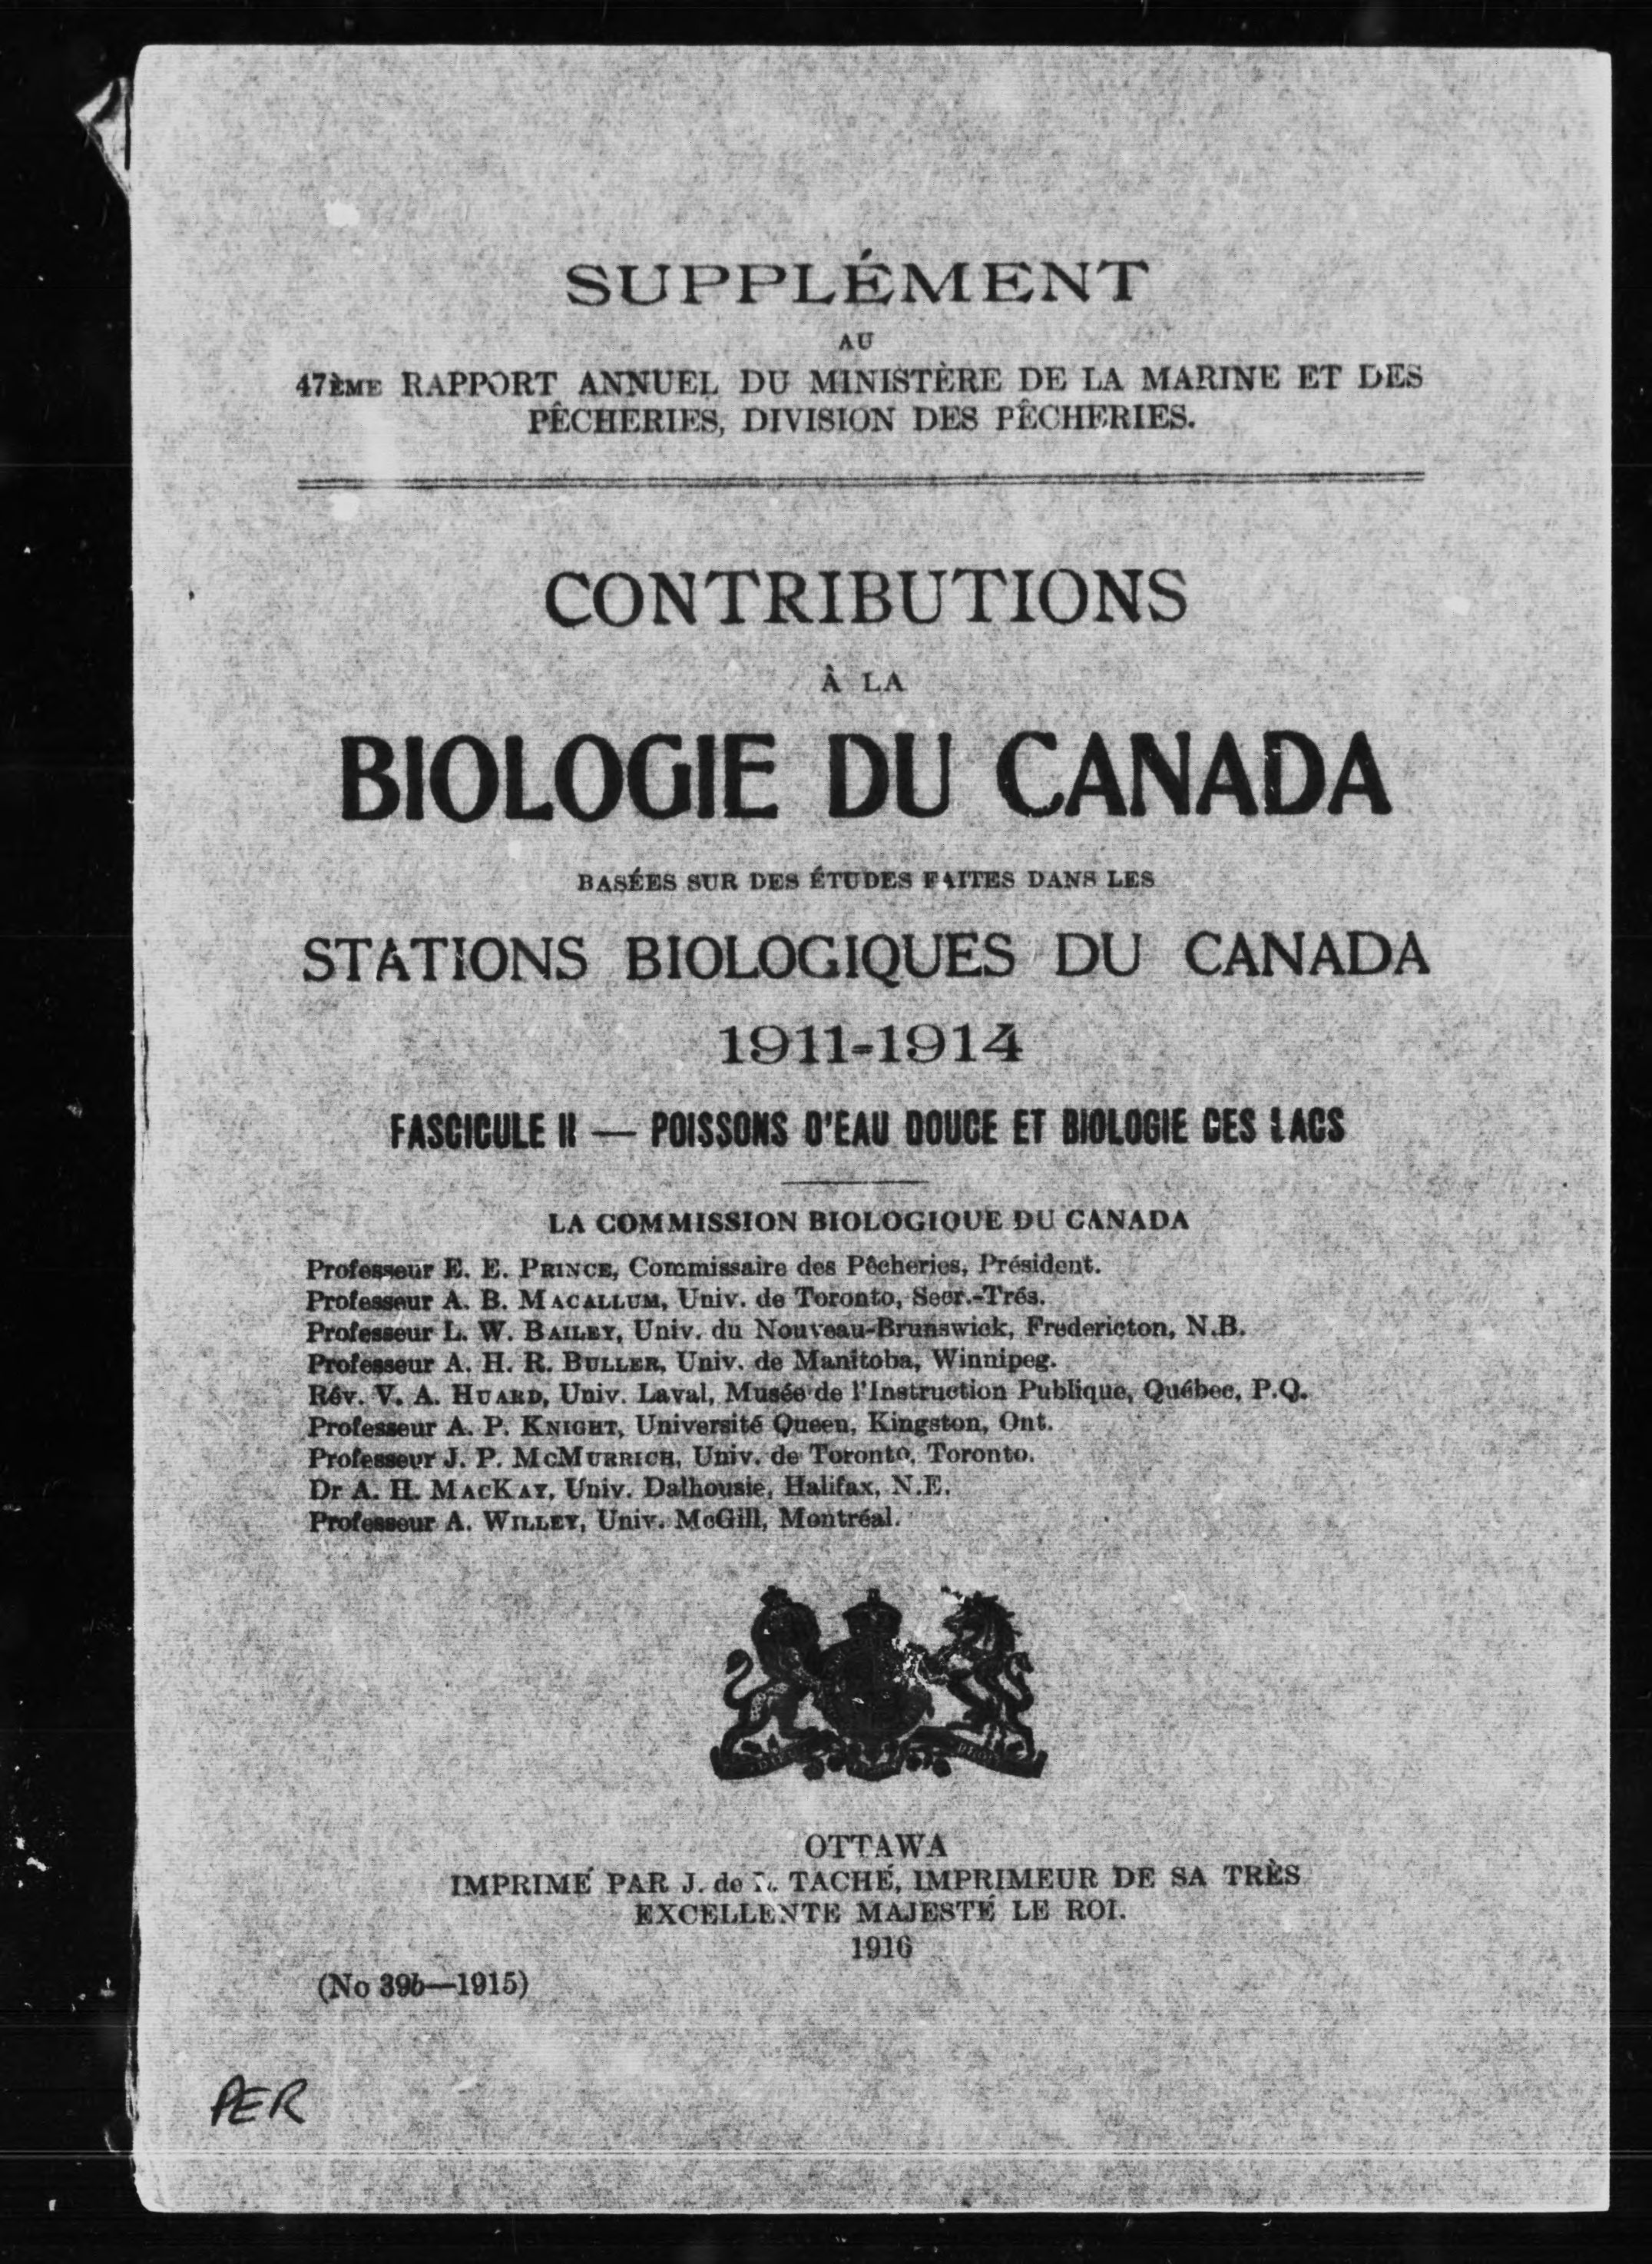 SUPPLÉMENT
AU
47ÈME RAPPORT ANNUEL DU MINISTÈRE DE LA MARINE ET DES
PÊCHERIES, DIVISION DES PÊCHERIES.
CONTRIBUTIONS
À LA
BIOLOGIE DU CANADA
BASÉES SUR DES ÉTUDES FAITES DANS LES
STATIONS BIOLOGIQUES DU CANADA
1911-1914
FASCICULE II — POISSONS D'EAU DOUCE ET BIOLOGIE DES LACS
LA COMMISSION BIOLOGIQUE DU CANADA
Professeur E. E. PRINCE, Commissaire des Pêcheries, Président.
Professeur A. B. MACALLUM, Univ. de Toronto, Secr.-Trés.
Professeur L. W. BAILEY, Univ. du Nouveau-Brunswick, Fredericton, N.B.
Professeur A. H. R. BULLER, Univ. de Manitoba, Winnipeg.
Rév. V. A. HUARD, Univ. Laval, Musée de l'Instruction Publique, Québec, P.Q.
Professeur A. P. KNIGHT, Université Queen, Kingston, Ont.
Professeur J. P. MCMURRICH, Univ. de Toronto, Toronto.
Dr A. H. MACKAY, Univ. Dalhousie, Halifax, N.E.
Professeur A. WILLEY, Univ. McGill, Montréal.
OTTAWA
IMPRIMÉ PAR J. de TACHÉ, IMPRIMEUR DE SA TRÈS
EXCELLENTE MAJESTÉ LE ROI.
1916
(No 39b—1915)
PER